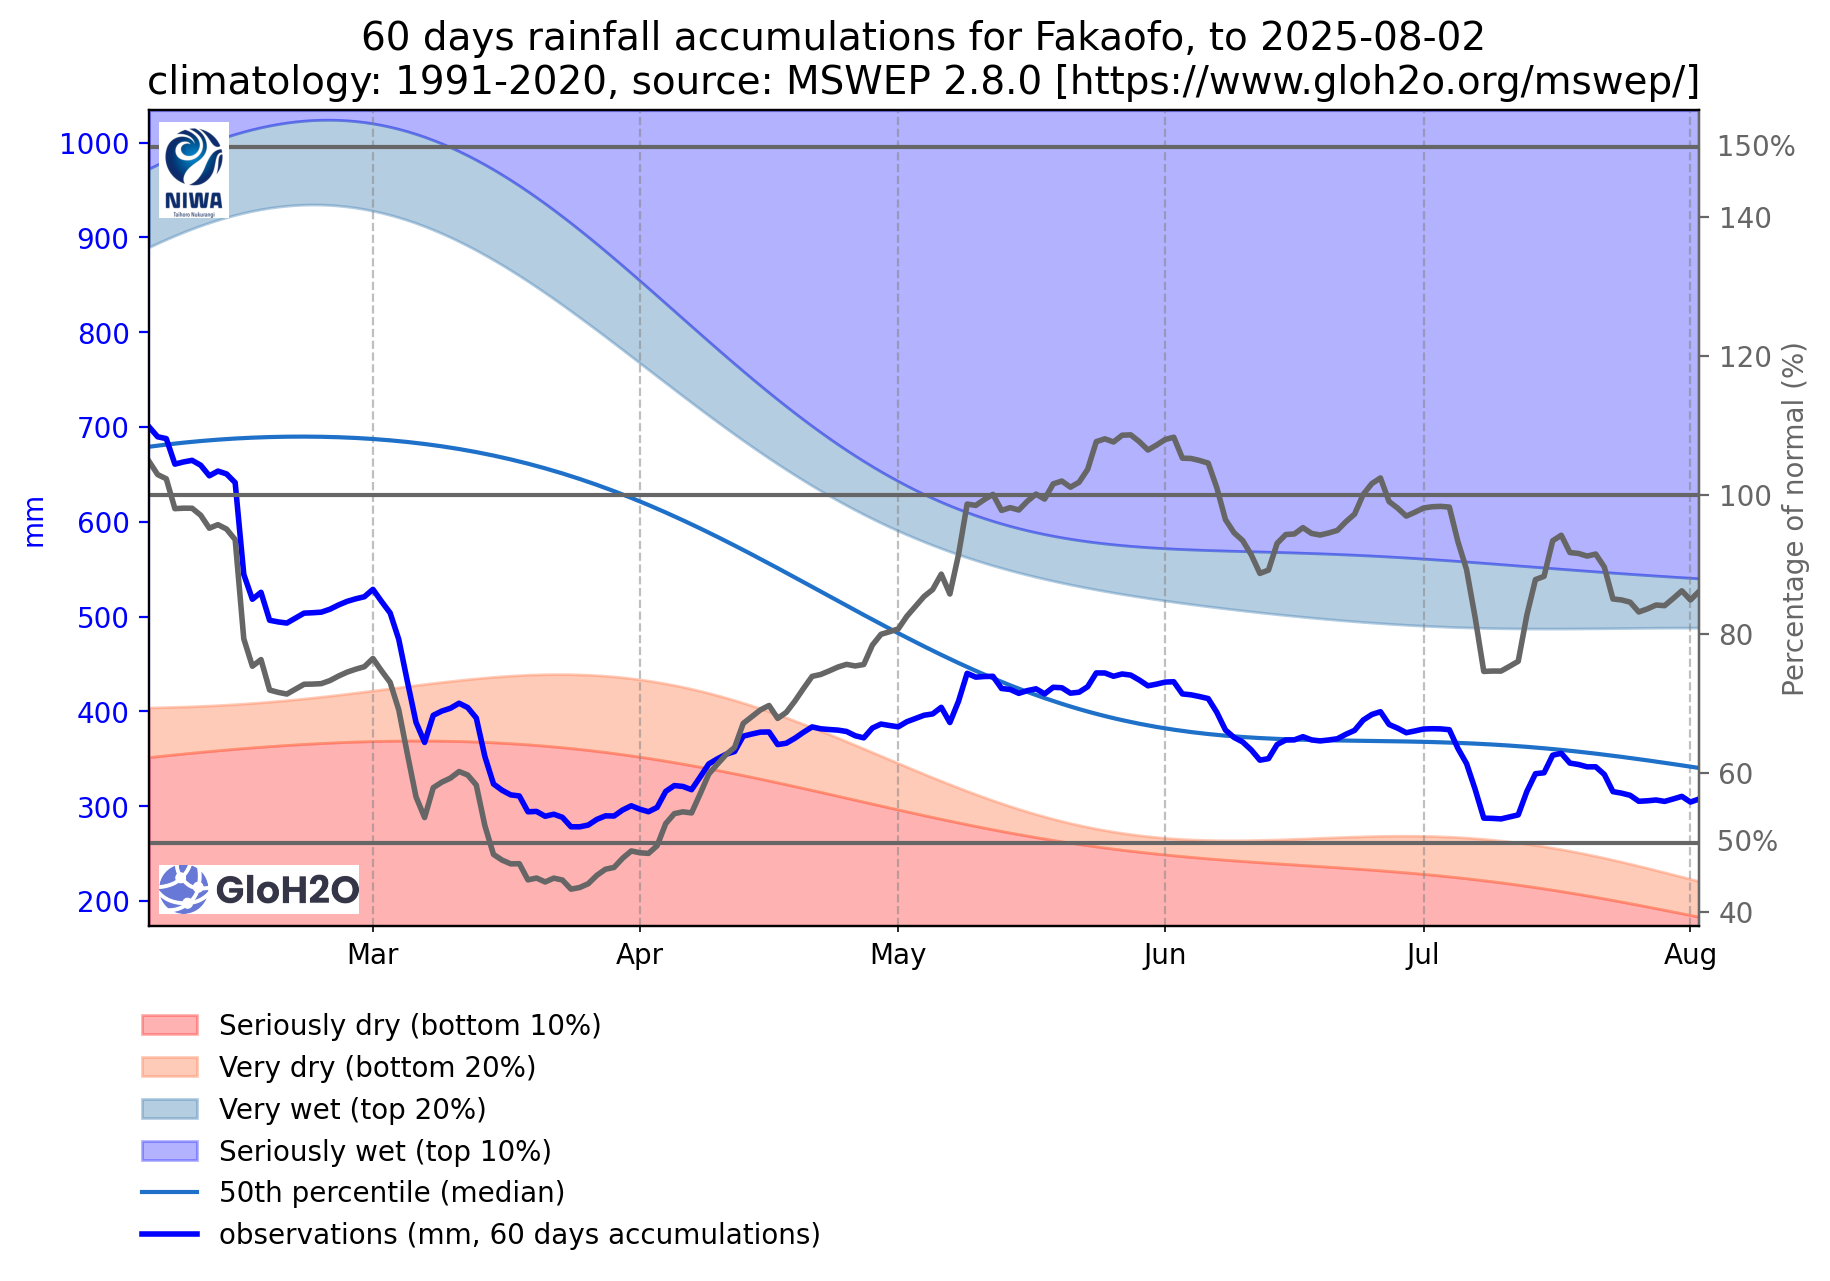 60 days rainfall accumulations for Fakaofo, to 2025-08-02
climatology: 1991-2020, source: MSWEP 2.8.0 [https://www.gloh2o.org/mswep/]
1000
900
800
700
600
500
400
300
200
mm
NIWA
Taihoro Nukurangi
GloH2O
150%
140
120
100
80
60
50%
40
Percentage of normal (%)
Mar
Apr
May
Jun
Jul
Aug
Seriously dry (bottom 10%)
Very dry (bottom 20%)
Very wet (top 20%)
Seriously wet (top 10%)
50th percentile (median)
observations (mm, 60 days accumulations)